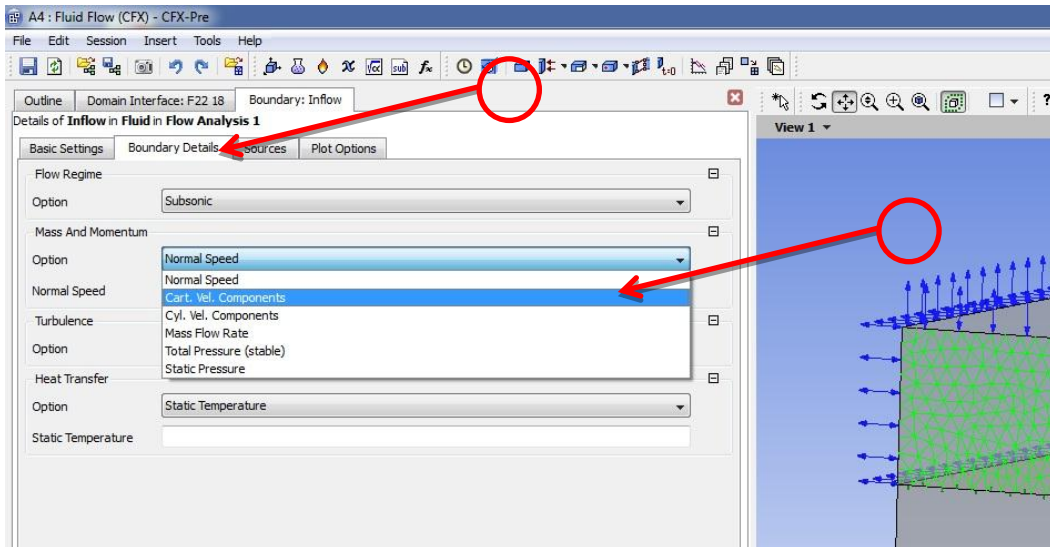 A4 : Fluid Flow (CFX) - CFX-Pre
File Edit Session Insert Tools Help
Outline Domain Interface: F22 18 Boundary: Inflow
Details of Inflow in Fluid in Flow Analysis 1
View 1
Basic Settings Boundary Details Sources Plot Options
Flow Regime
Option Subsonic
Mass And Momentum
Option Normal Speed
Normal Speed
Normal Speed
Cart. Vel. Components
Cyl. Vel. Components
Turbulence
Mass Flow Rate
Option
Total Pressure (stable)
Static Pressure
Heat Transfer
Option Static Temperature
Static Temperature